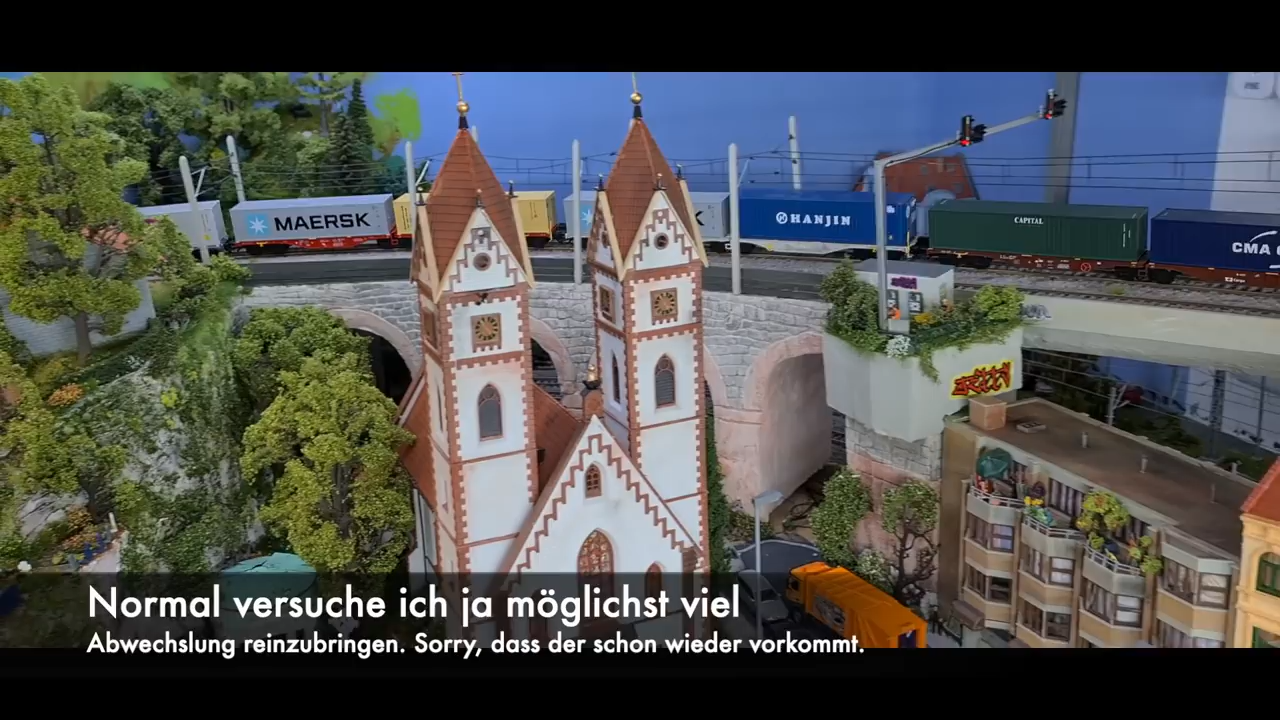 MAERSK
HANJIN
CAPITAL
CMA
Normal versuche ich ja möglichst viel
Abwechslung reinzubringen. Sorry, dass der schon wieder vorkommt.